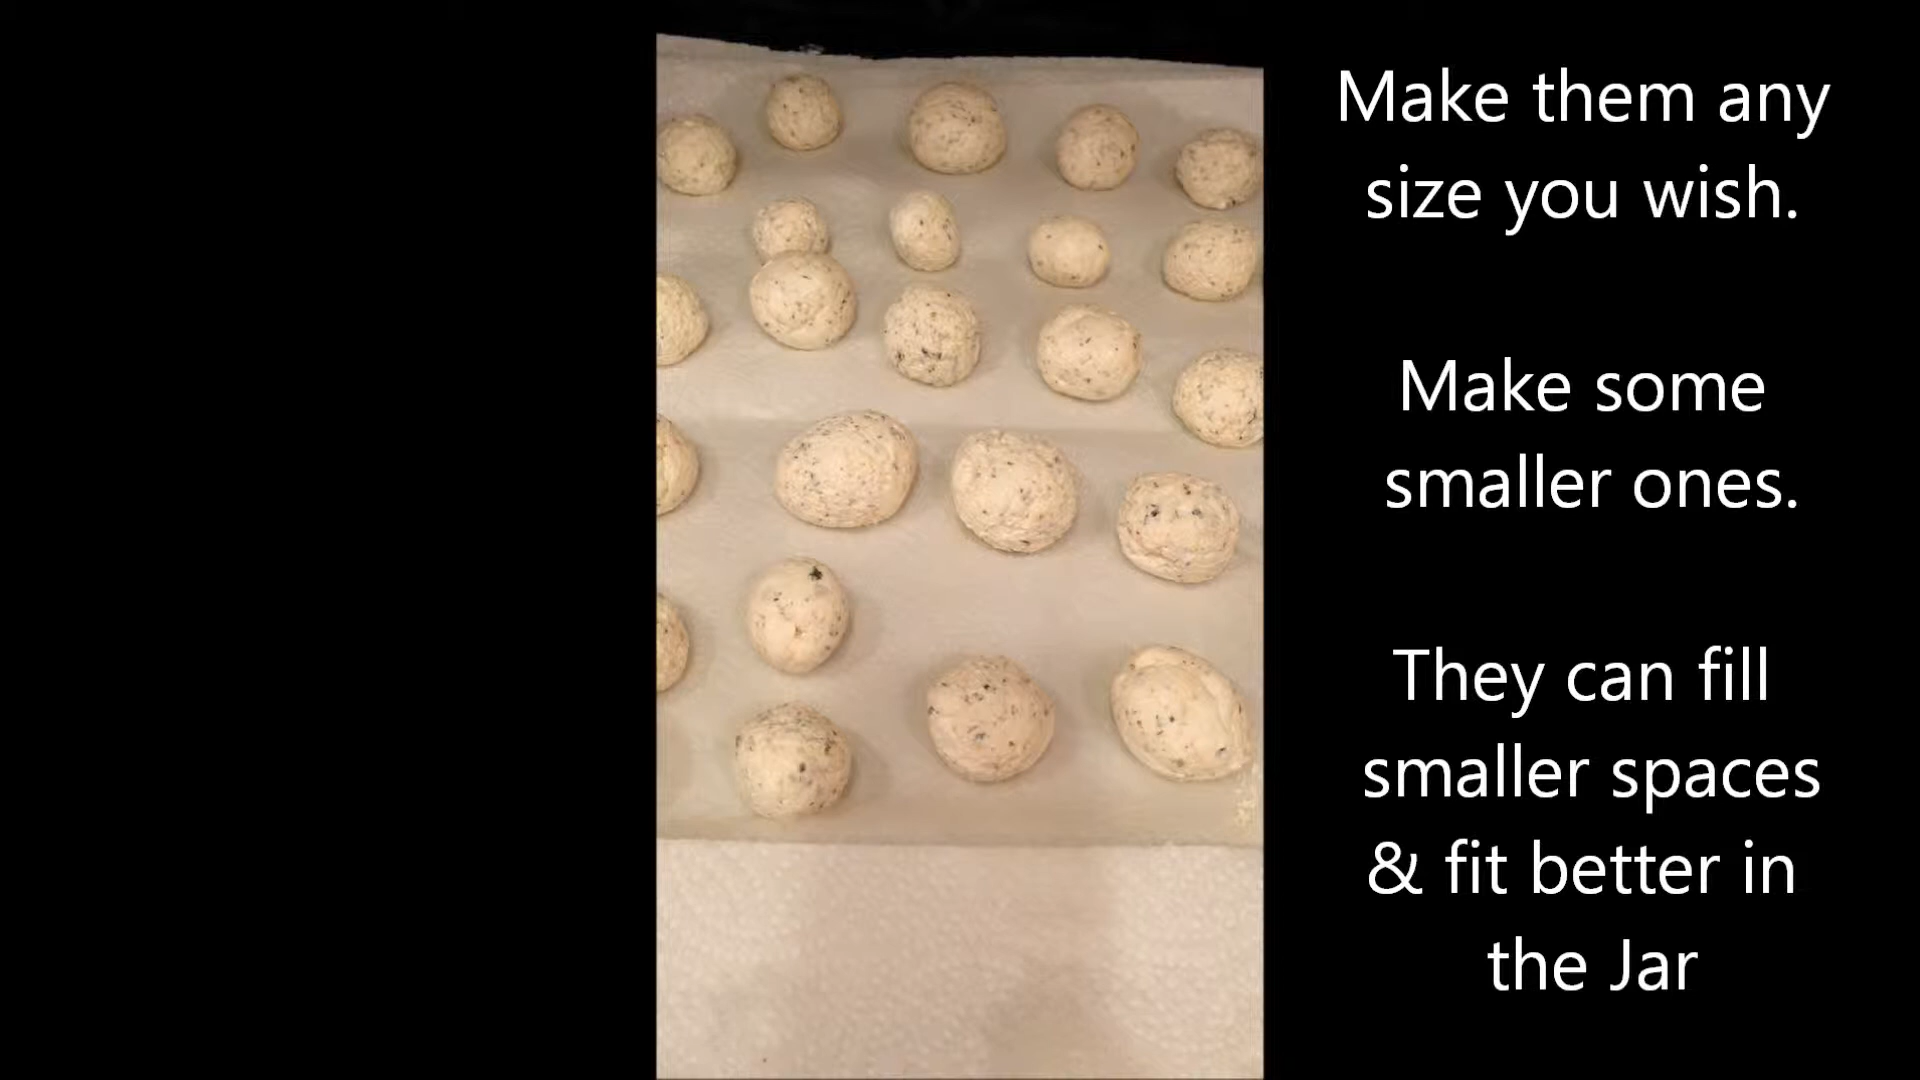 Make them any
size you wish.
Make some
smaller ones.
They can fill
smaller spaces
& fit better in
the Jar